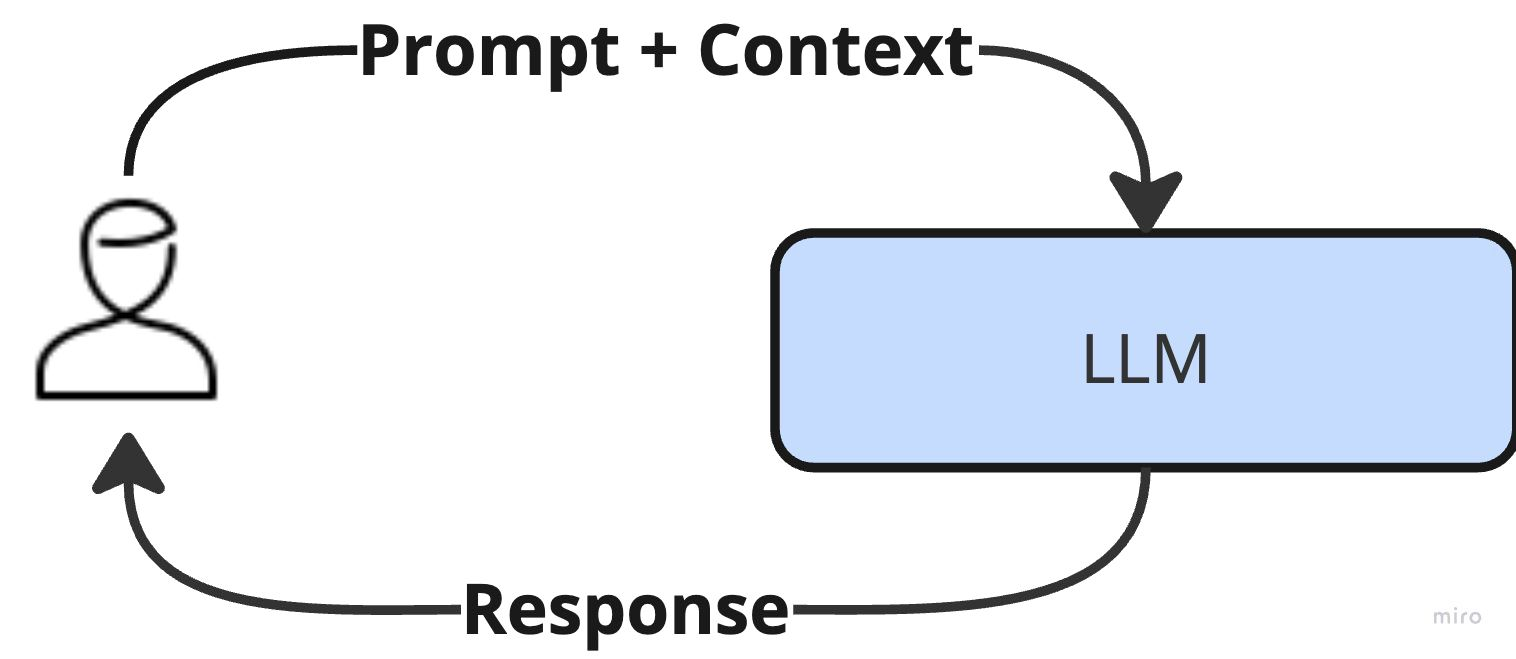 Prompt + Context
LLM
Response
miro